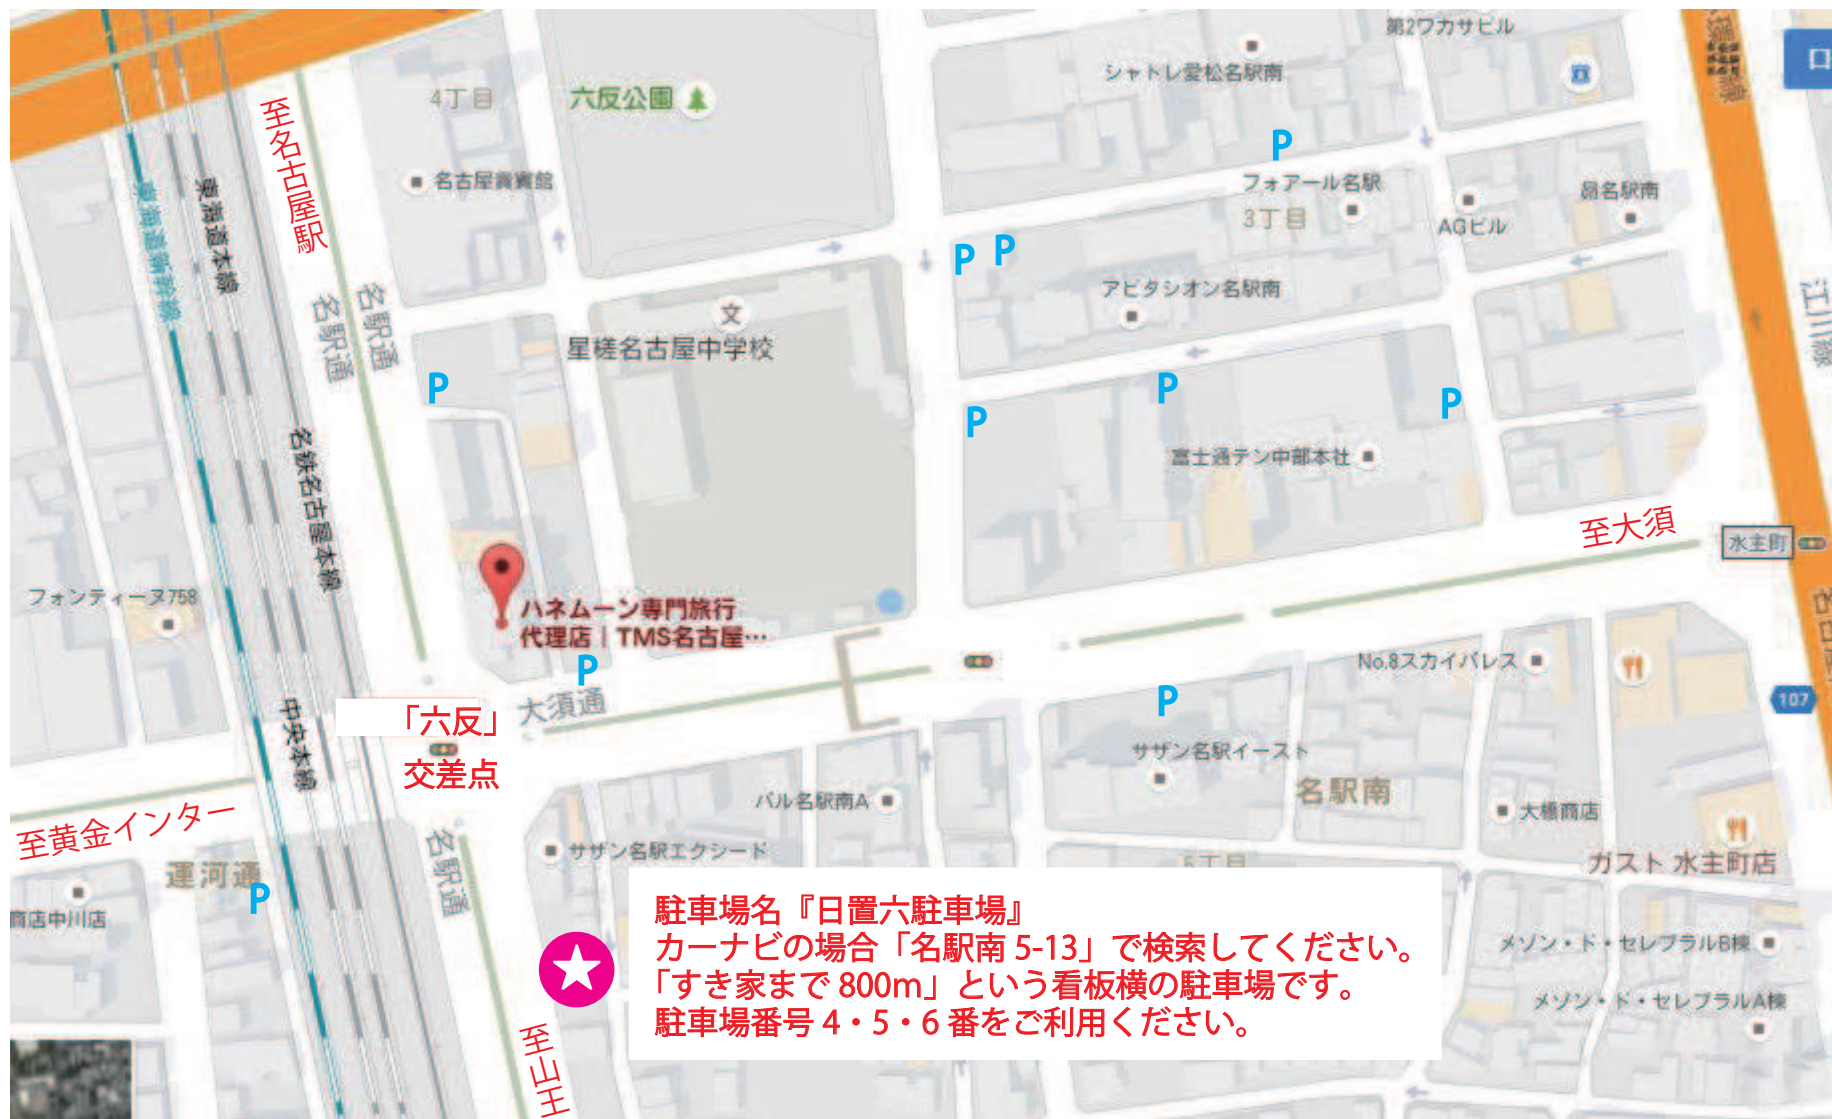 第2ワカサビル
シャトレ愛松名駅南
4丁目
六反公園
至名古屋駅
名古屋貴賓館
P
フォアール名駅
3丁目
昴名駅南
AGビル
東海道新幹線
東海道本線
P
P
アビタシオン名駅南
名駅通
名駅通
江川線
文
星槎名古屋中学校
P
P
P
P
名鉄名古屋本線
富士通テン中部本社
至大須
水主町
フォンティーヌ758
ハネムーン専門旅行
代理店 | TMS名古屋…
P
大須通
No.8スカイパレス
P
107
「六反」
交差点
中央本線
サザン名駅イースト
名駅南
パル名駅南A
大橋商店
至黄金インター
名駅通
サザン名駅エクシード
5丁目
ガスト 水主町店
運河通
P
商店中川店
駐車場名『日置六駐車場』
カーナビの場合「名駅南 5-13」で検索してください。
「すき家まで 800m」という看板横の駐車場です。
駐車場番号 4・5・6 番をご利用ください。
メゾン・ド・セレブラルB棟
メゾン・ド・セレブラルA棟
至山王